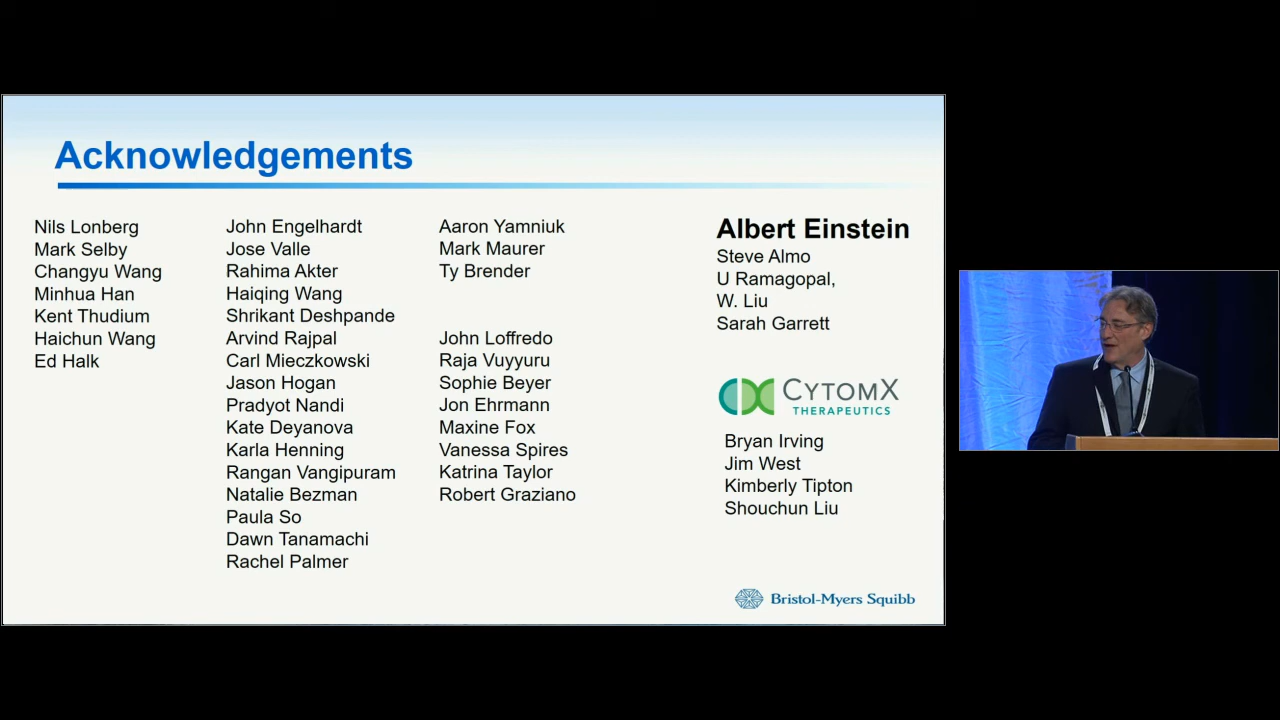 Acknowledgements
Nils Lonberg
Mark Selby
Changyu Wang
Minhua Han
Kent Thudium
Haichun Wang
Ed Halk
John Engelhardt
Jose Valle
Rahima Akter
Haiqing Wang
Shrikant Deshpande
Arvind Rajpal
Carl Mieczkowski
Jason Hogan
Pradyot Nandi
Kate Deyanova
Karla Henning
Rangan Vangipuram
Natalie Bezman
Paula So
Dawn Tanamachi
Rachel Palmer
Aaron Yamniuk
Mark Maurer
Ty Brender
John Loffredo
Raja Vuyyuru
Sophie Beyer
Jon Ehrmann
Maxine Fox
Vanessa Spires
Katrina Taylor
Robert Graziano
Albert Einstein
Steve Almo
U Ramagopal,
W. Liu
Sarah Garrett
CYTOMX
THERAPEUTICS
Bryan Irving
Jim West
Kimberly Tipton
Shouchun Liu
Bristol-Myers Squibb